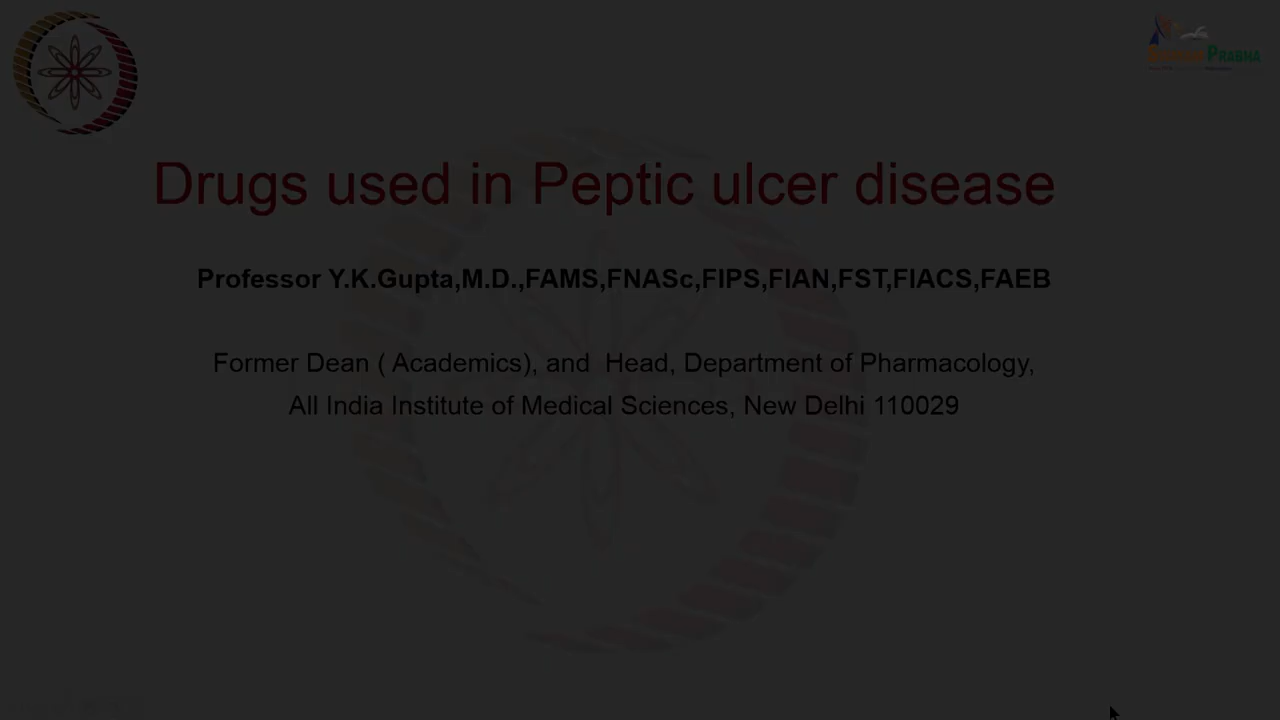 PRABHA
Drugs used in Peptic ulcer disease
Professor Y.K.Gupta,M.D.,FAMS,FNASc,FIPS,FIAN,FST,FIACS,FAEB
Former Dean ( Academics), and Head, Department of Pharmacology,
All India Institute of Medical Sciences, New Delhi 110029